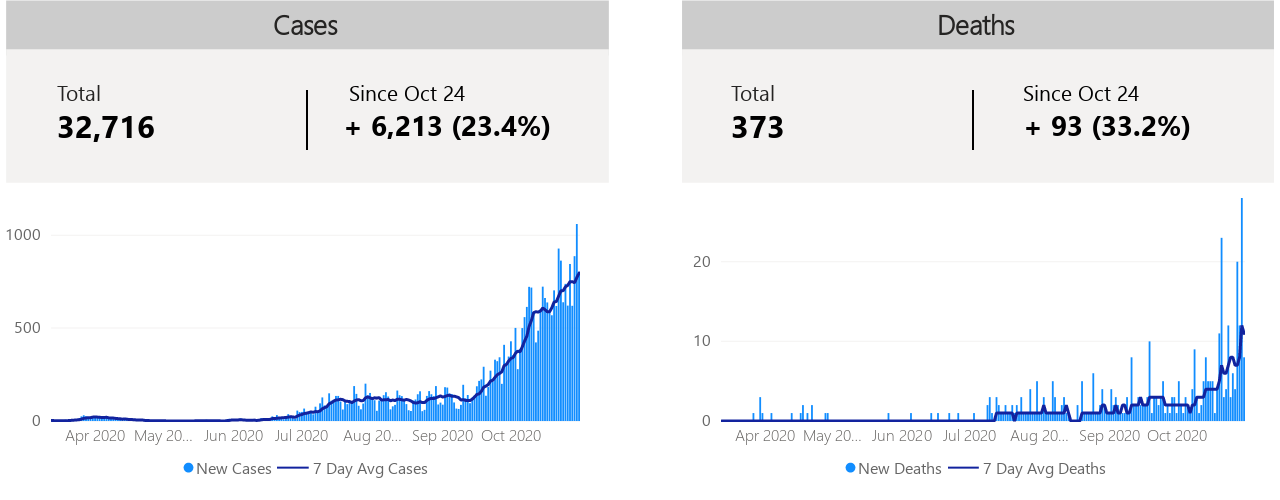 Cases
Total
Since Oct 24
32,716
+ 6,213 (23.4%)
1000
500
0
Apr 2020 May 20... Jun 2020 Jul 2020 Aug 20... Sep 2020 Oct 2020
New Cases 7 Day Avg Cases
Deaths
Total
Since Oct 24
373
+ 93 (33.2%)
20
10
0
Apr 2020 May 20... Jun 2020 Jul 2020 Aug 20... Sep 2020 Oct 2020
New Deaths 7 Day Avg Deaths